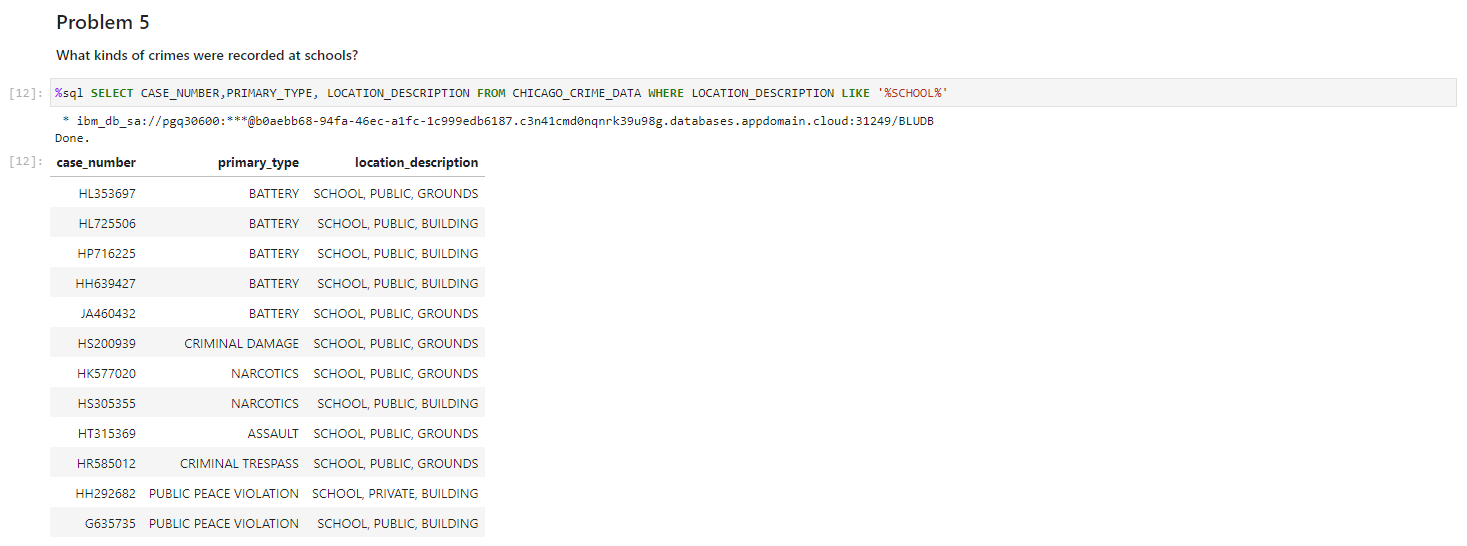 Problem 5
What kinds of crimes were recorded at schools?
[12]: %sql SELECT CASE_NUMBER,PRIMARY_TYPE, LOCATION_DESCRIPTION FROM CHICAGO_CRIME_DATA WHERE LOCATION_DESCRIPTION LIKE '%SCHOOL%'
* ibm_db_sa://pgq30600:***@b0aebb68-94fa-46ec-a1fc-1c999edb6187.c3n41cmd0nqnrk39u98g.databases.appdomain.cloud:31249/BLUDB
Done.
[12]: case_number primary_type location_description
HL353697 BATTERY SCHOOL, PUBLIC, GROUNDS
HL725506 BATTERY SCHOOL, PUBLIC, BUILDING
HP716225 BATTERY SCHOOL, PUBLIC, BUILDING
HH639427 BATTERY SCHOOL, PUBLIC, BUILDING
JA460432 BATTERY SCHOOL, PUBLIC, GROUNDS
HS200939 CRIMINAL DAMAGE SCHOOL, PUBLIC, GROUNDS
HK577020 NARCOTICS SCHOOL, PUBLIC, GROUNDS
HS305355 NARCOTICS SCHOOL, PUBLIC, BUILDING
HT315369 ASSAULT SCHOOL, PUBLIC, GROUNDS
HR585012 CRIMINAL TRESPASS SCHOOL, PUBLIC, GROUNDS
HH292682 PUBLIC PEACE VIOLATION SCHOOL, PRIVATE, BUILDING
G635735 PUBLIC PEACE VIOLATION SCHOOL, PUBLIC, BUILDING